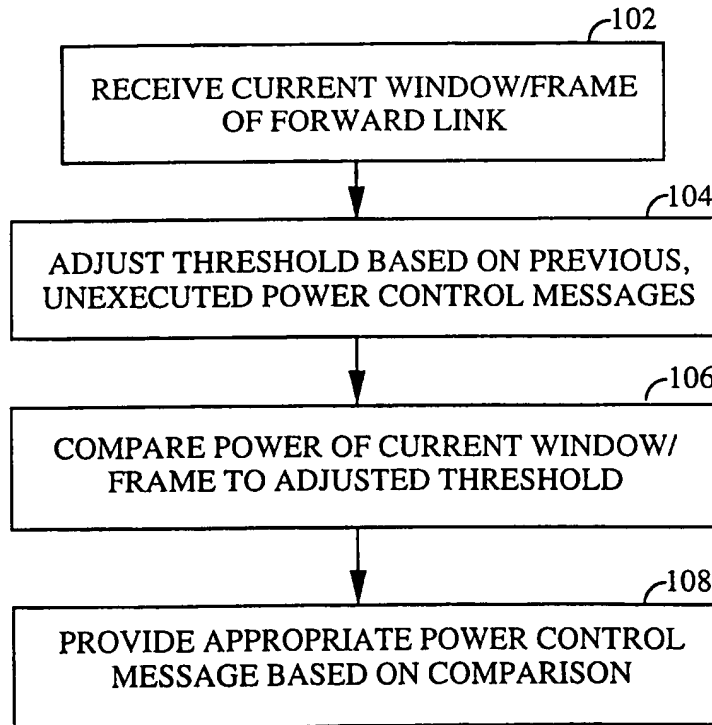 102
RECEIVE CURRENT WINDOW/FRAME
OF FORWARD LINK
104
ADJUST THRESHOLD BASED ON PREVIOUS,
UNEXECUTED POWER CONTROL MESSAGES
106
COMPARE POWER OF CURRENT WINDOW/
FRAME TO ADJUSTED THRESHOLD
108
PROVIDE APPROPRIATE POWER CONTROL
MESSAGE BASED ON COMPARISON